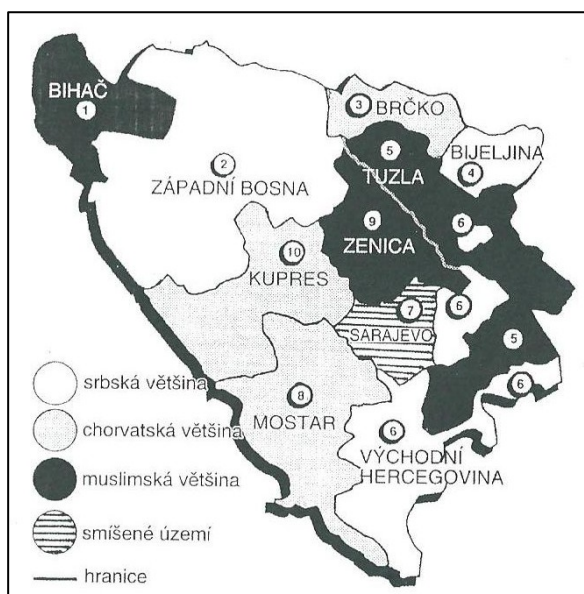 BIHAČ
1
3
BRČKO
5
TUZLA
BIJELJINA
4
2
ZÁPADNÍ BOSNA
9
ZENICA
6
10
KUPRES
7
SARAJEVO
6
5
6
8
MOSTAR
6
VÝCHODNÍ
HERCEGOVINA
srbská většina
chorvatská většina
muslimská většina
smíšené území
hranice